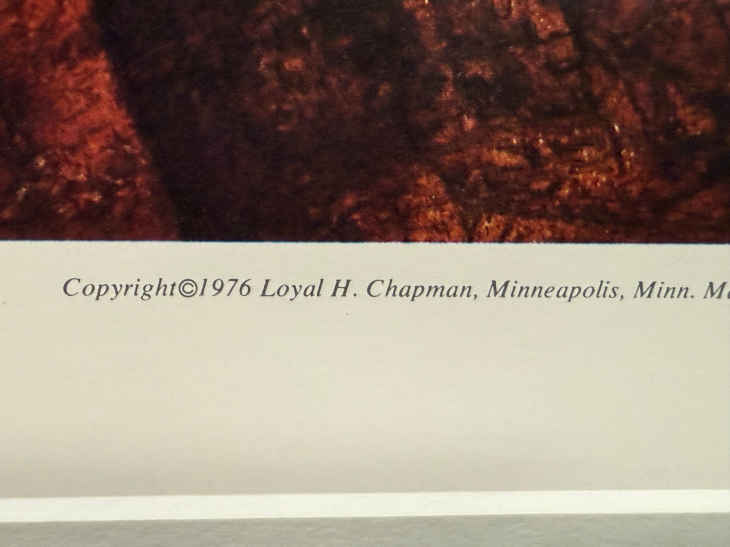 Copyright©1976 Loyal H. Chapman, Minneapolis, Minn.